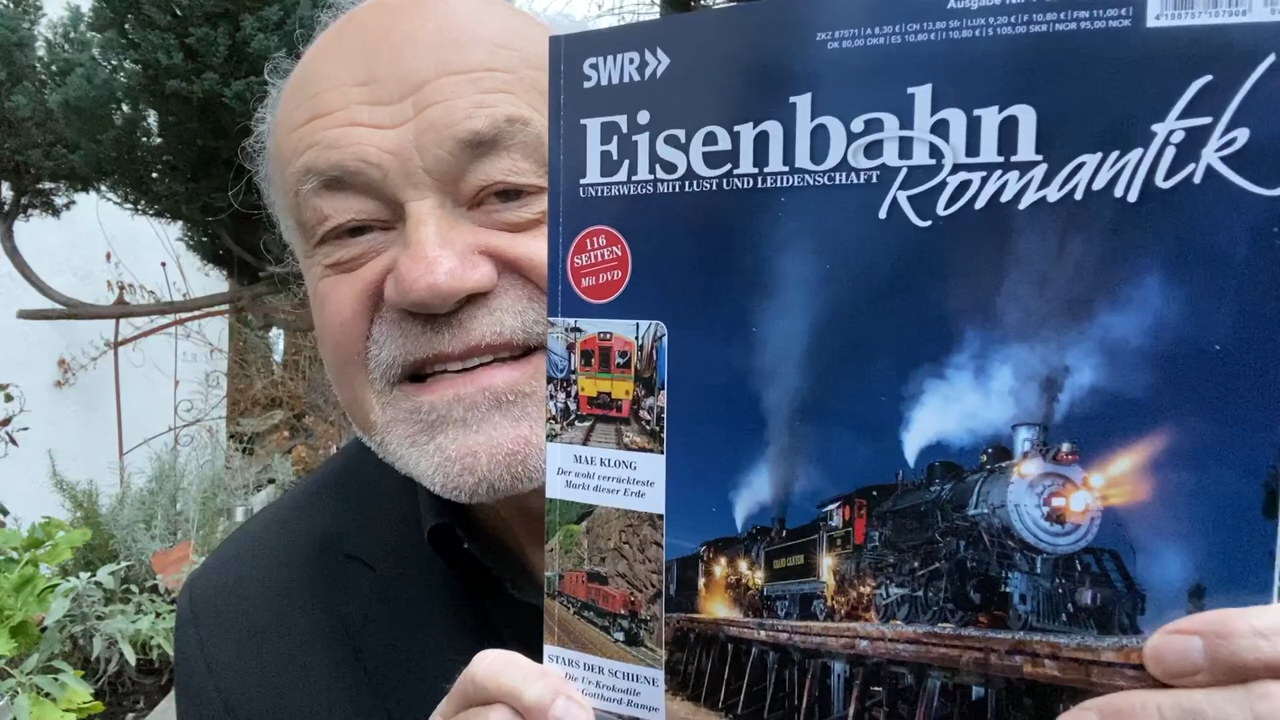 Ausgabe Nr.
ZKZ 87571 | A 8,30 € | CH 13,80 Sfr | LUX 9,20 € | F 10,80 € | FIN 11,00 € |
DK 80,00 DKR | ES 10,80 € | I 10,80 € | S 105,00 SKR | NOR 95,00 NOK
4 198757 107908
SWR
Eisenbahn
Romantik
UNTERWEGS MIT LUST UND LEIDENSCHAFT
116
SEITEN
Mit DVD
MAE KLONG
Der wohl verrückteste
Markt dieser Erde
GRAND CANYON
STARS DER SCHIENE
Die Ur-Krokodile
Gotthard-Rampe